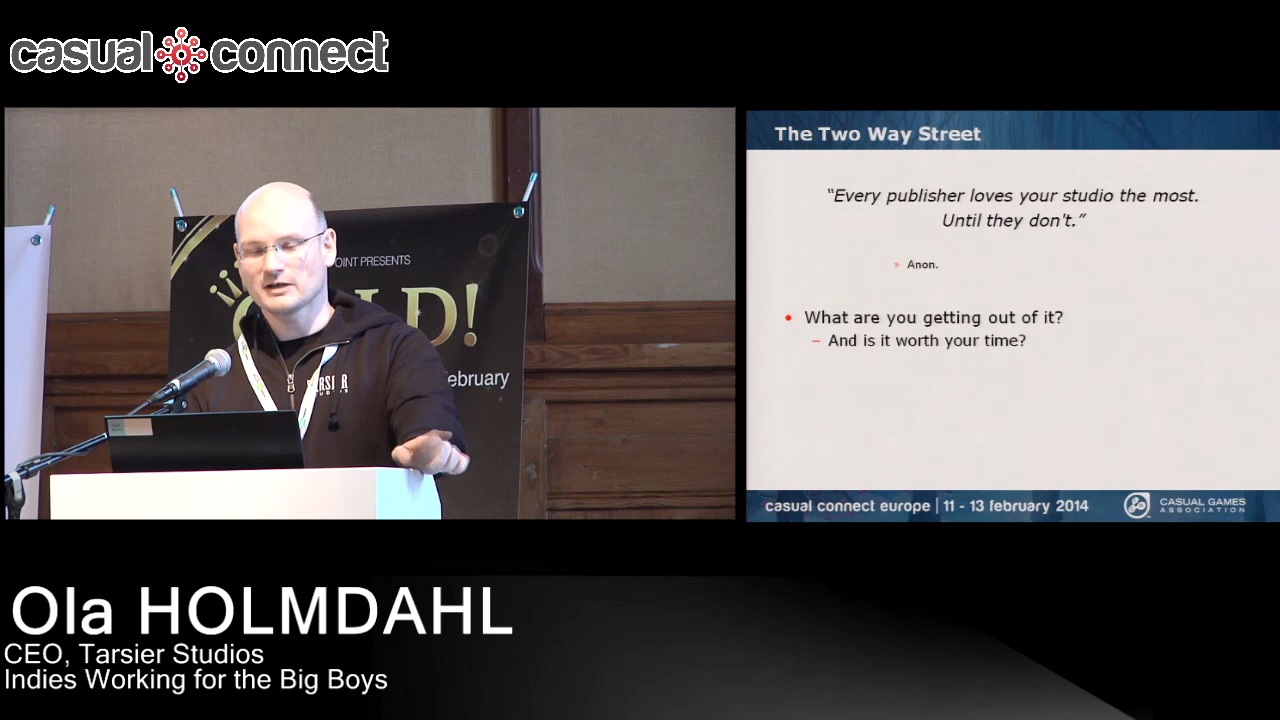 casual connect
The Two Way Street
“Every publisher loves your studio the most.
Until they don't.”
» Anon.
• What are you getting out of it?
– And is it worth your time?
OINT PRESENTS
LD!
ebruary
casual connect europe | 11 - 13 february 2014
CASUAL GAMES
ASSOCIATION
Ola HOLMDAHL
CEO, Tarsier Studios
Indies Working for the Big Boys